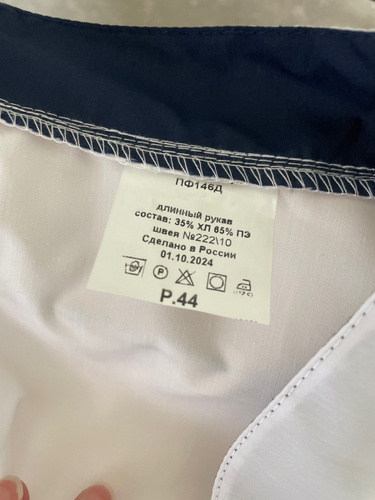 ПФ146Д
длинный рукав
состав: 35% ХЛ 65% ПЭ
швея №222\10
Сделано в России
01.10.2024
P
Р.44